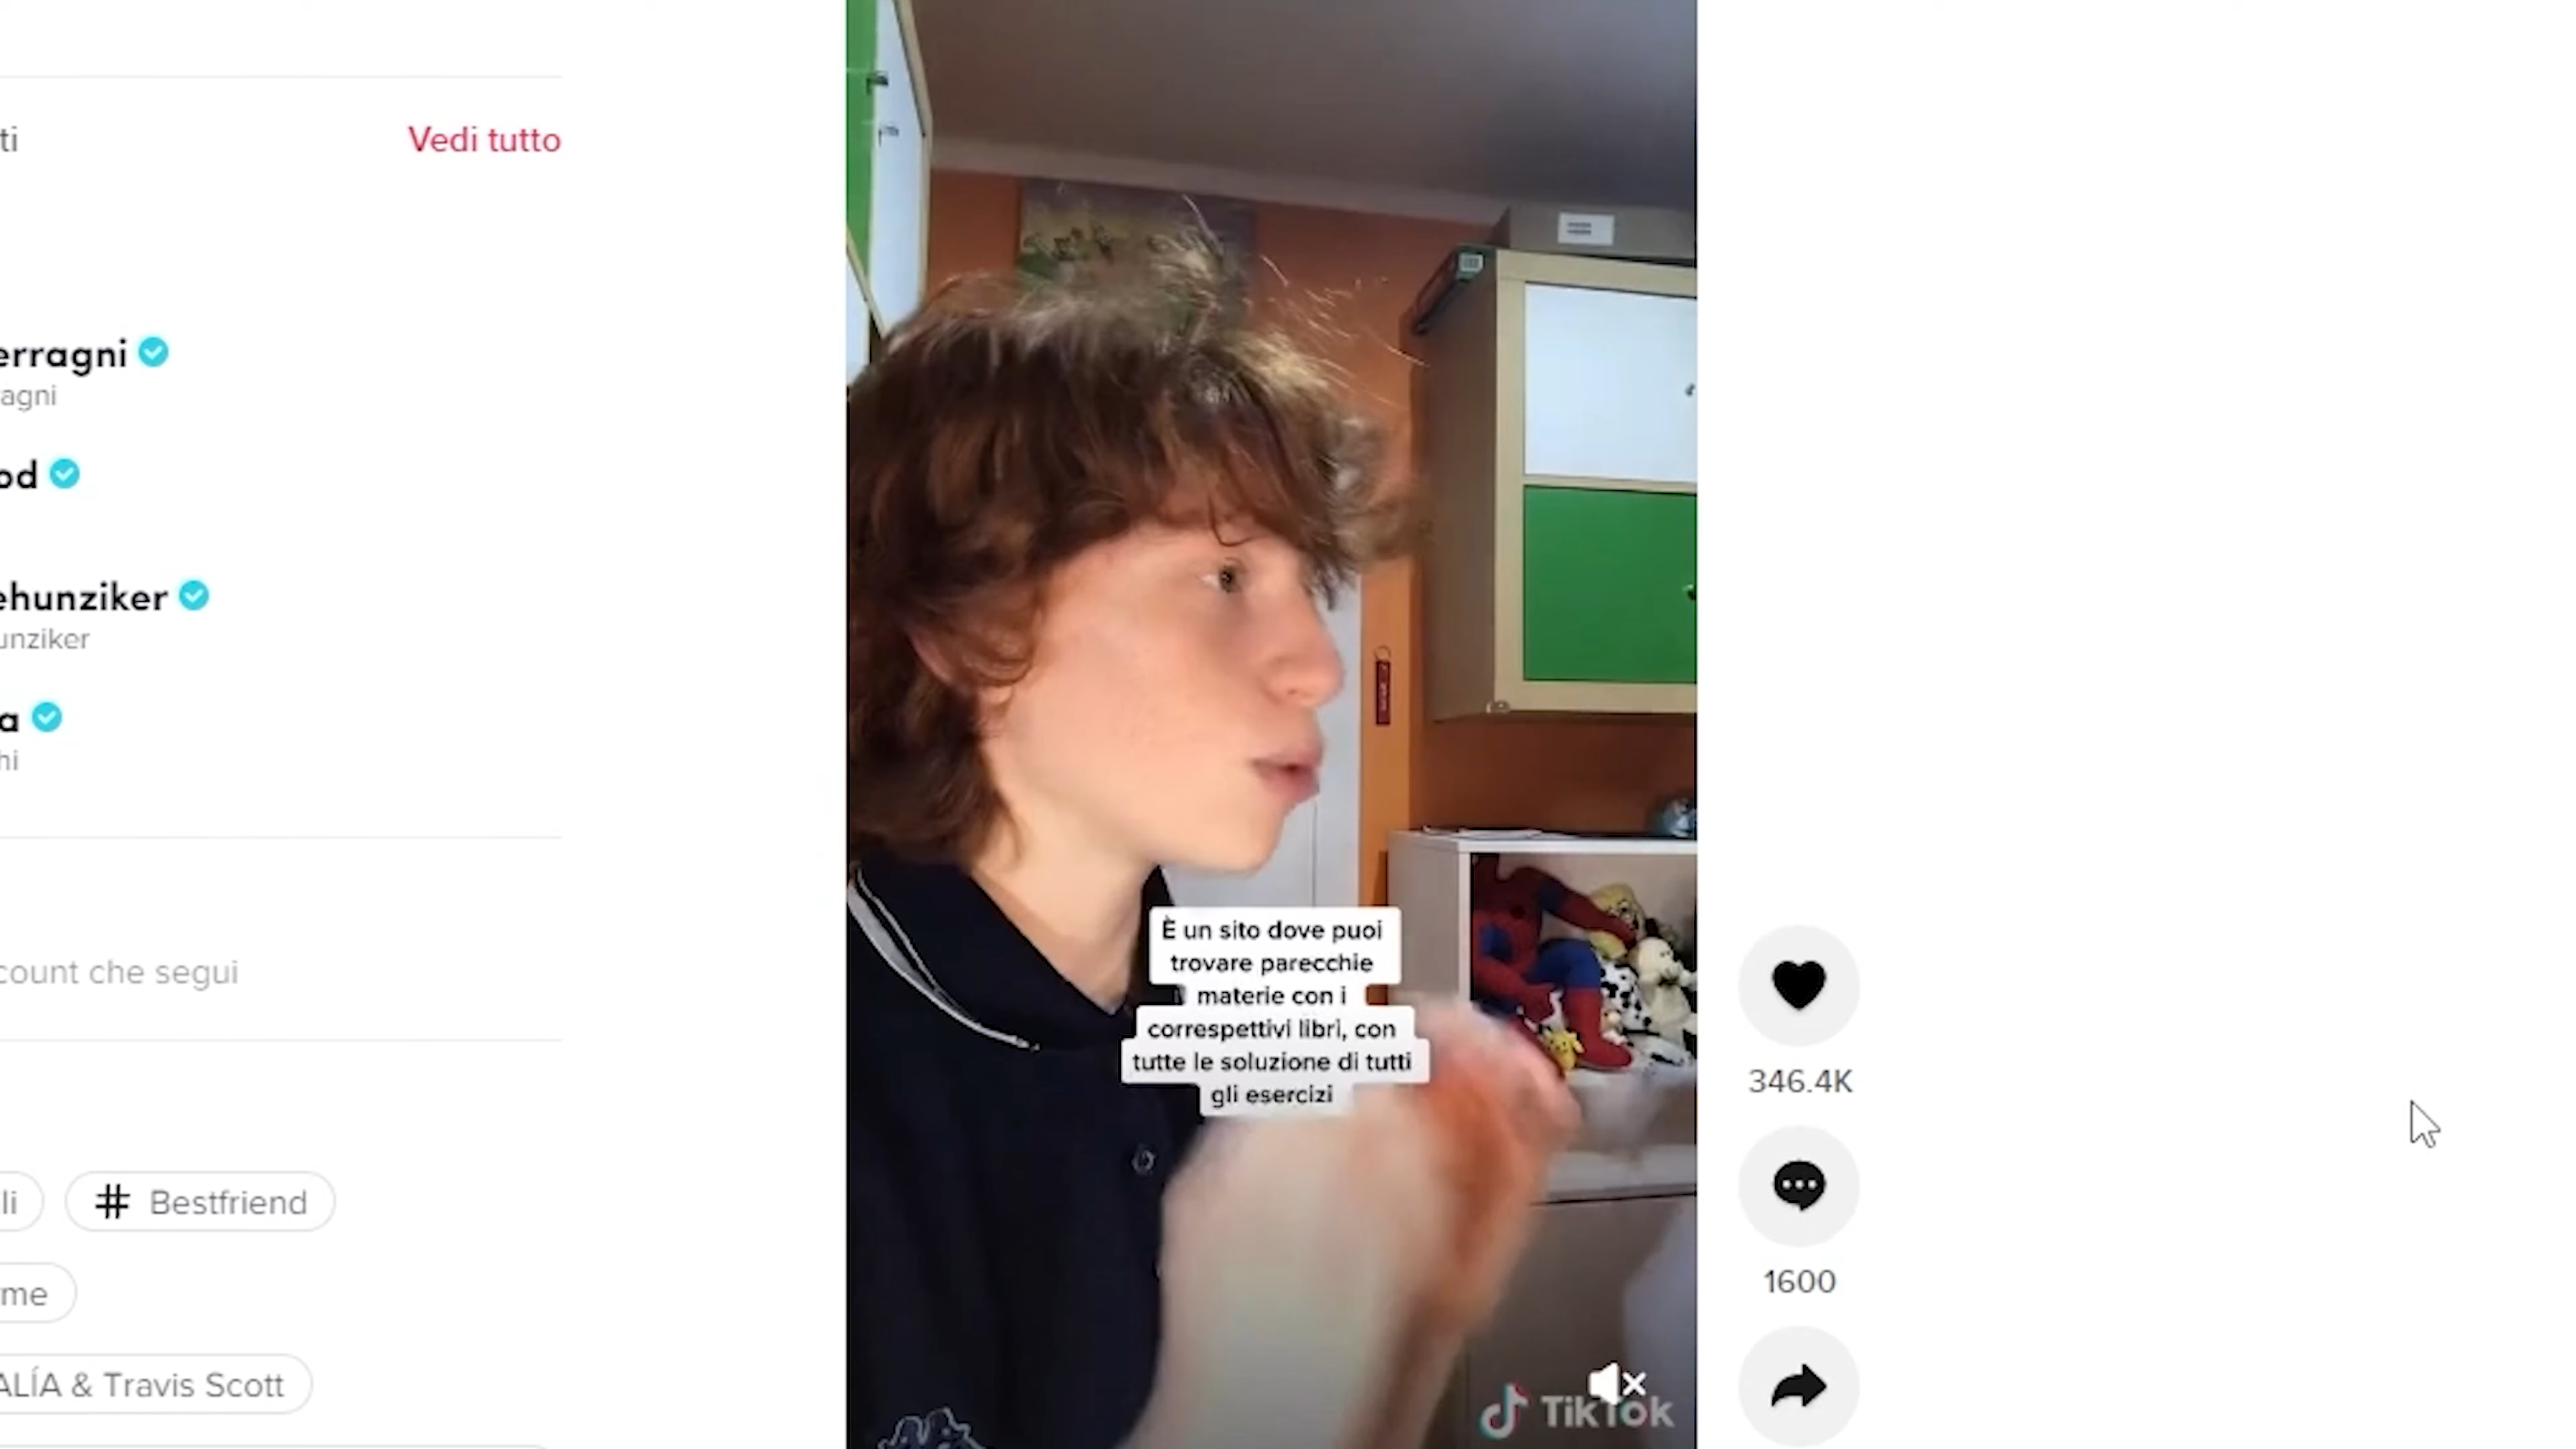 ti
Vedi tutto
erragni
agni
od
ehunziker
unziker
a
hi
count che segui
li
# Bestfriend
me
ALÍA & Travis Scott
È un sito dove puoi
trovare parecchie
materie con i
correspettivi libri, con
tutte le soluzione di tutti
gli esercizi
TikTok
346.4K
1600